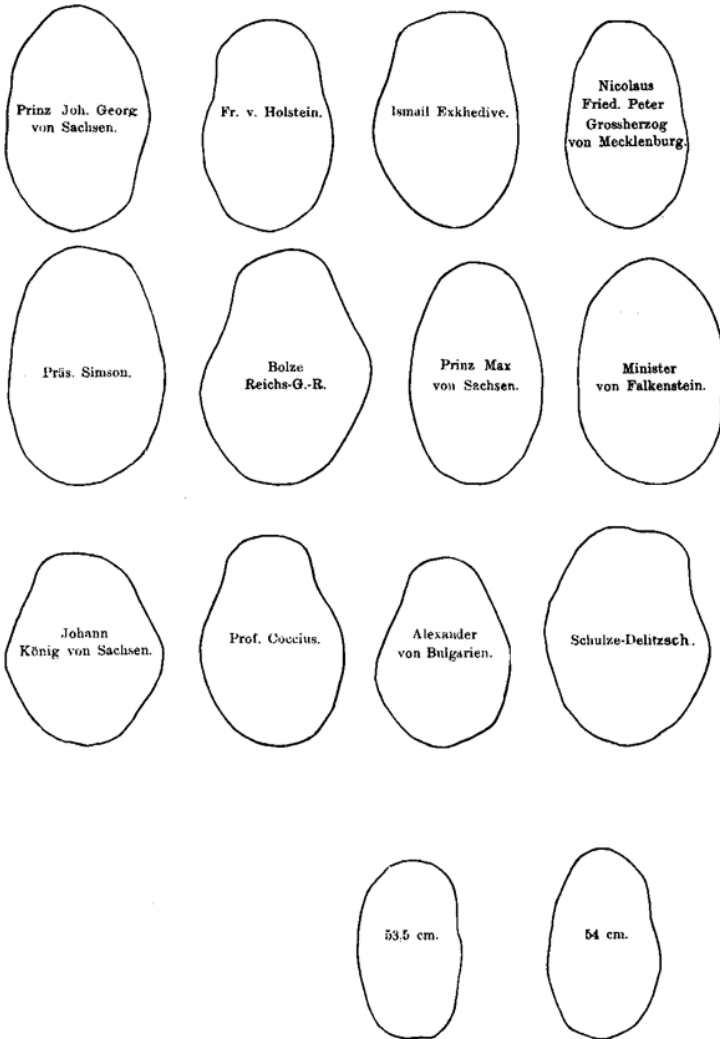 Prinz Joh. Georg
von Sachsen.
Fr. v. Holstein.
Ismail Exkhedive.
Nicolaus
Fried. Peter
Grossherzog
von Mecklenburg.
Präs. Simson.
Bolze
Reichs-G.-R.
Prinz Max
von Sachsen.
Minister
von Falkenstein.
Johann
König von Sachsen.
Prof. Coccius.
Alexander
von Bulgarien.
Schulze-Delitzsch.
53,5 cm.
54 cm.